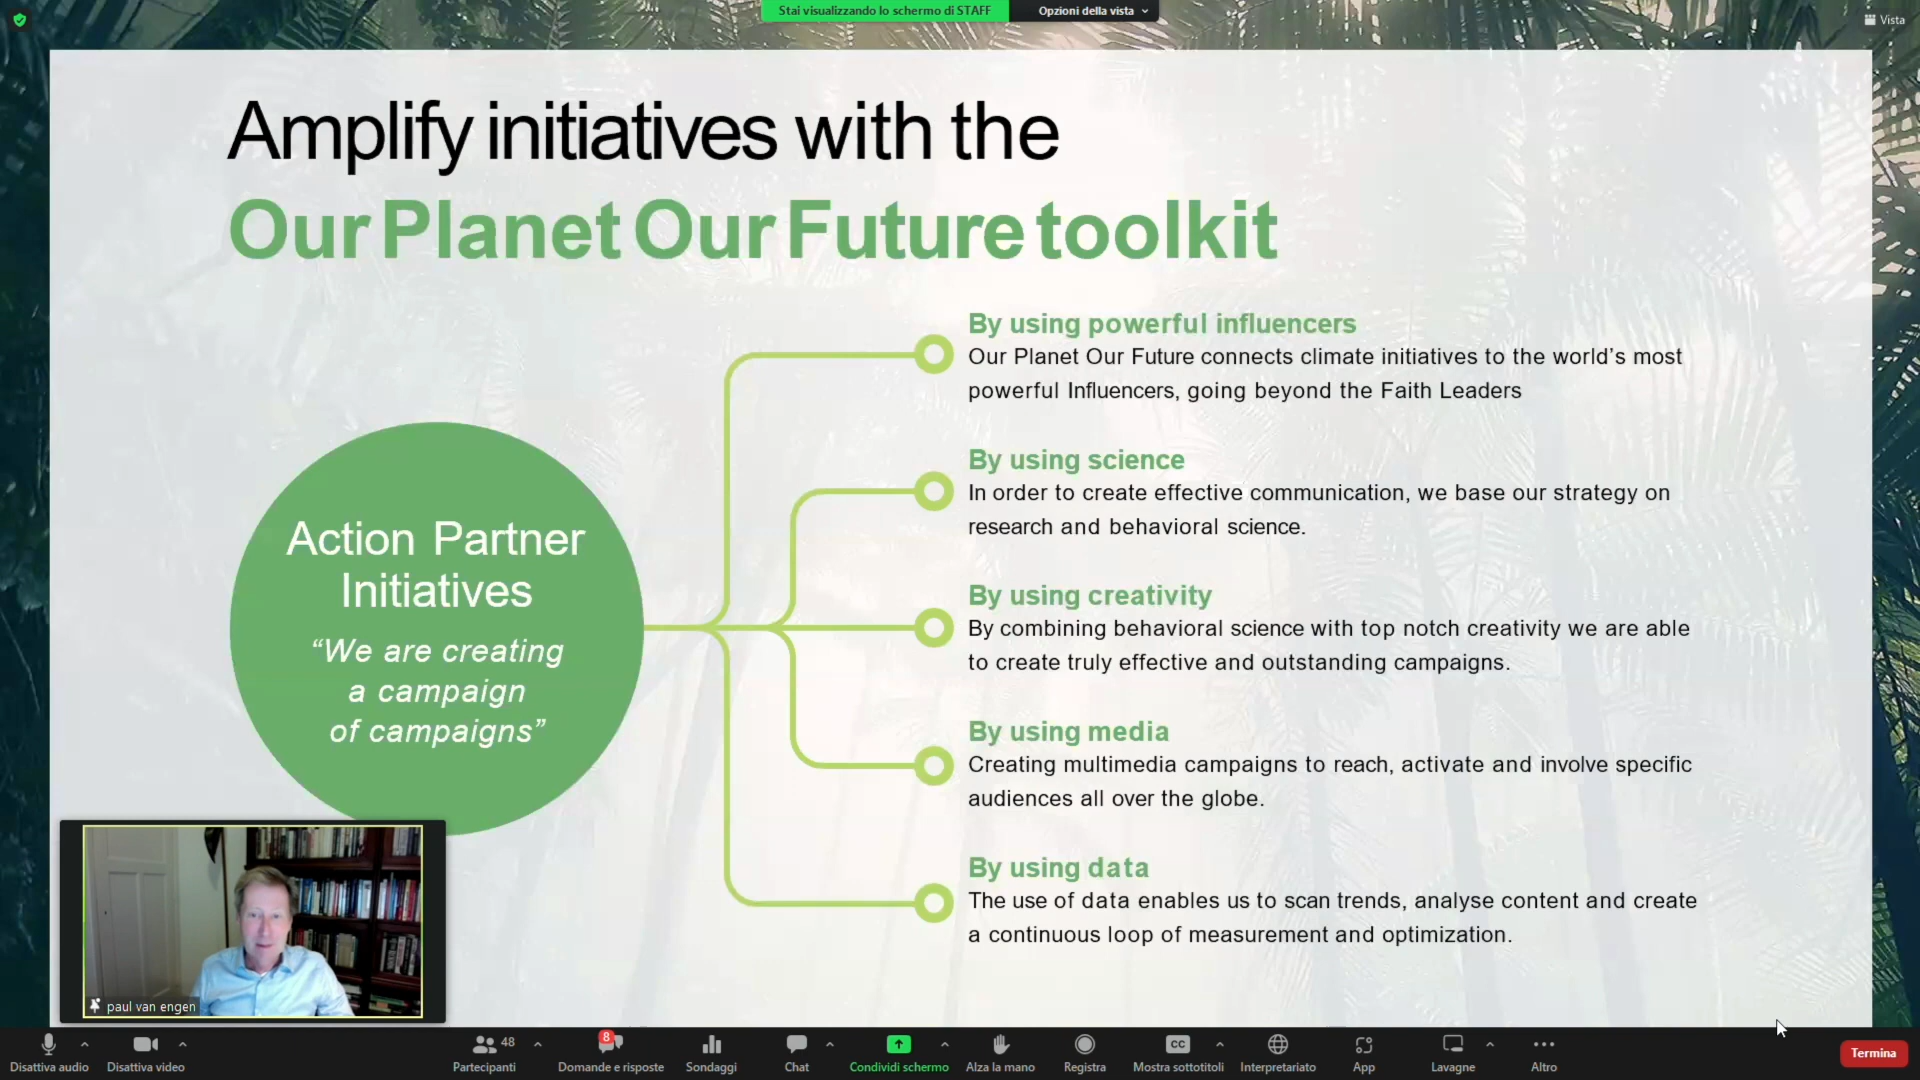 Stai visualizzando lo schermo di STAFF
Opzioni della vista
Vista
Amplify initiatives with the
Our Planet Our Future toolkit
Action Partner
Initiatives
“We are creating
a campaign
of campaigns”
By using powerful influencers
Our Planet Our Future connects climate initiatives to the world’s most
powerful Influencers, going beyond the Faith Leaders
By using science
In order to create effective communication, we base our strategy on
research and behavioral science.
By using creativity
By combining behavioral science with top notch creativity we are able
to create truly effective and outstanding campaigns.
By using media
Creating multimedia campaigns to reach, activate and involve specific
audiences all over the globe.
By using data
The use of data enables us to scan trends, analyse content and create
a continuous loop of measurement and optimization.
paul van engen
Disattiva audio
Disattiva video
48
Partecipanti
8
Domande e risposte
Sondaggi
Chat
Condividi schermo
Alza la mano
Registra
CC
Mostra sottotitoli
Interpretariato
App
Lavagne
Altro
Termina